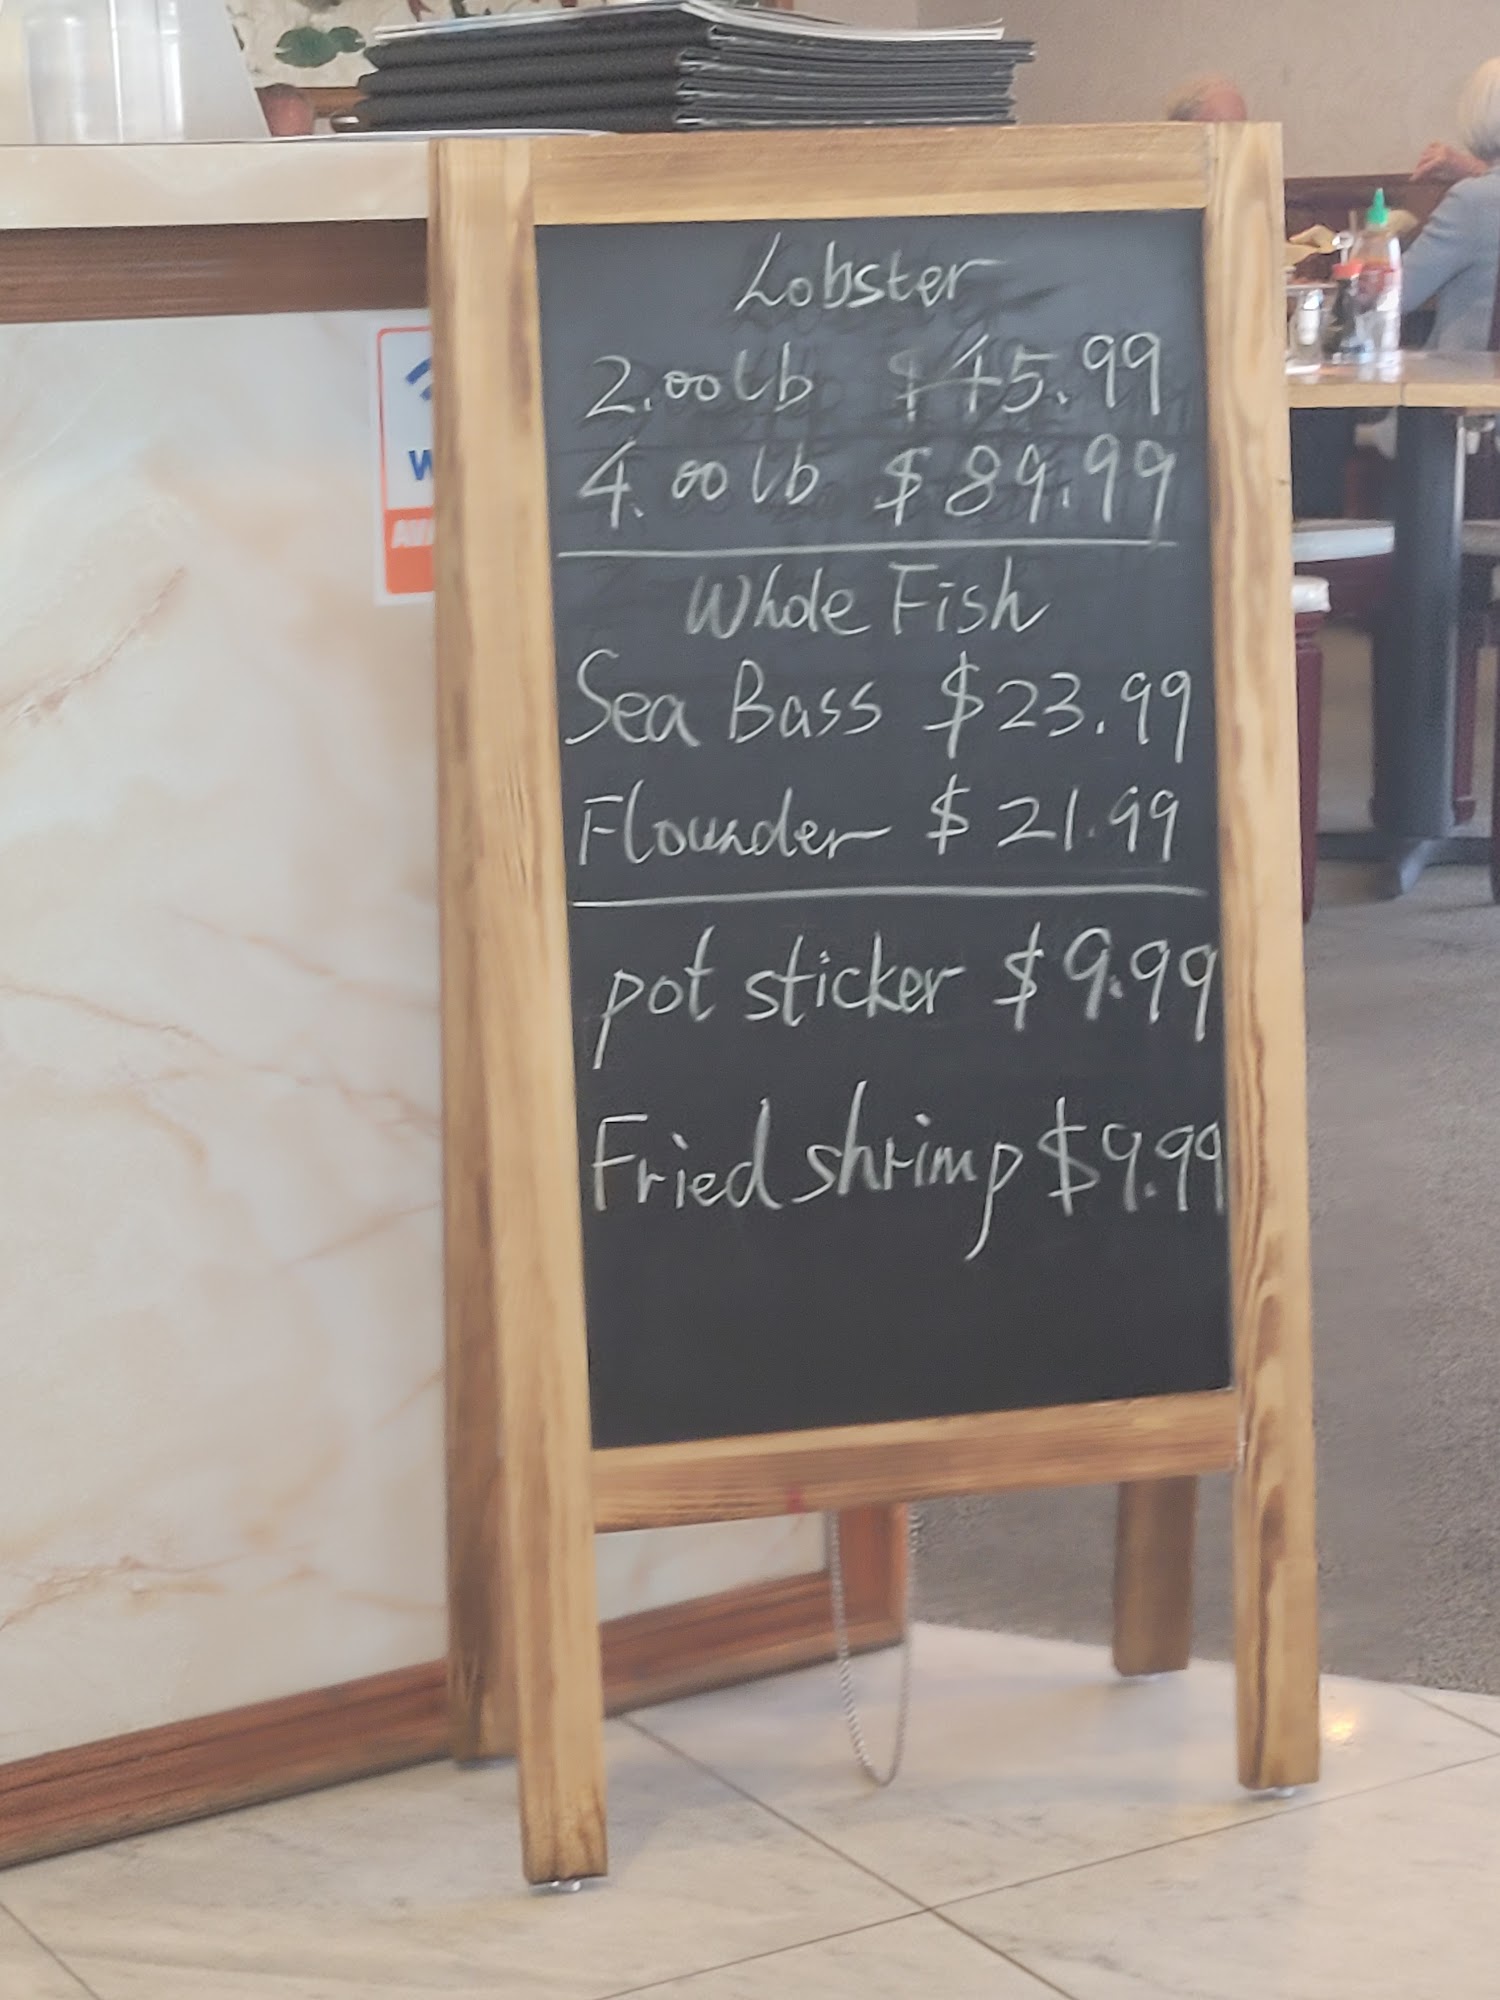 Lobster
2.00lb $45.99
4.00lb $89.99
Whole Fish
Sea Bass $23.99
Flounder $21.99
pot sticker $9.99
Fried shrimp $9.99